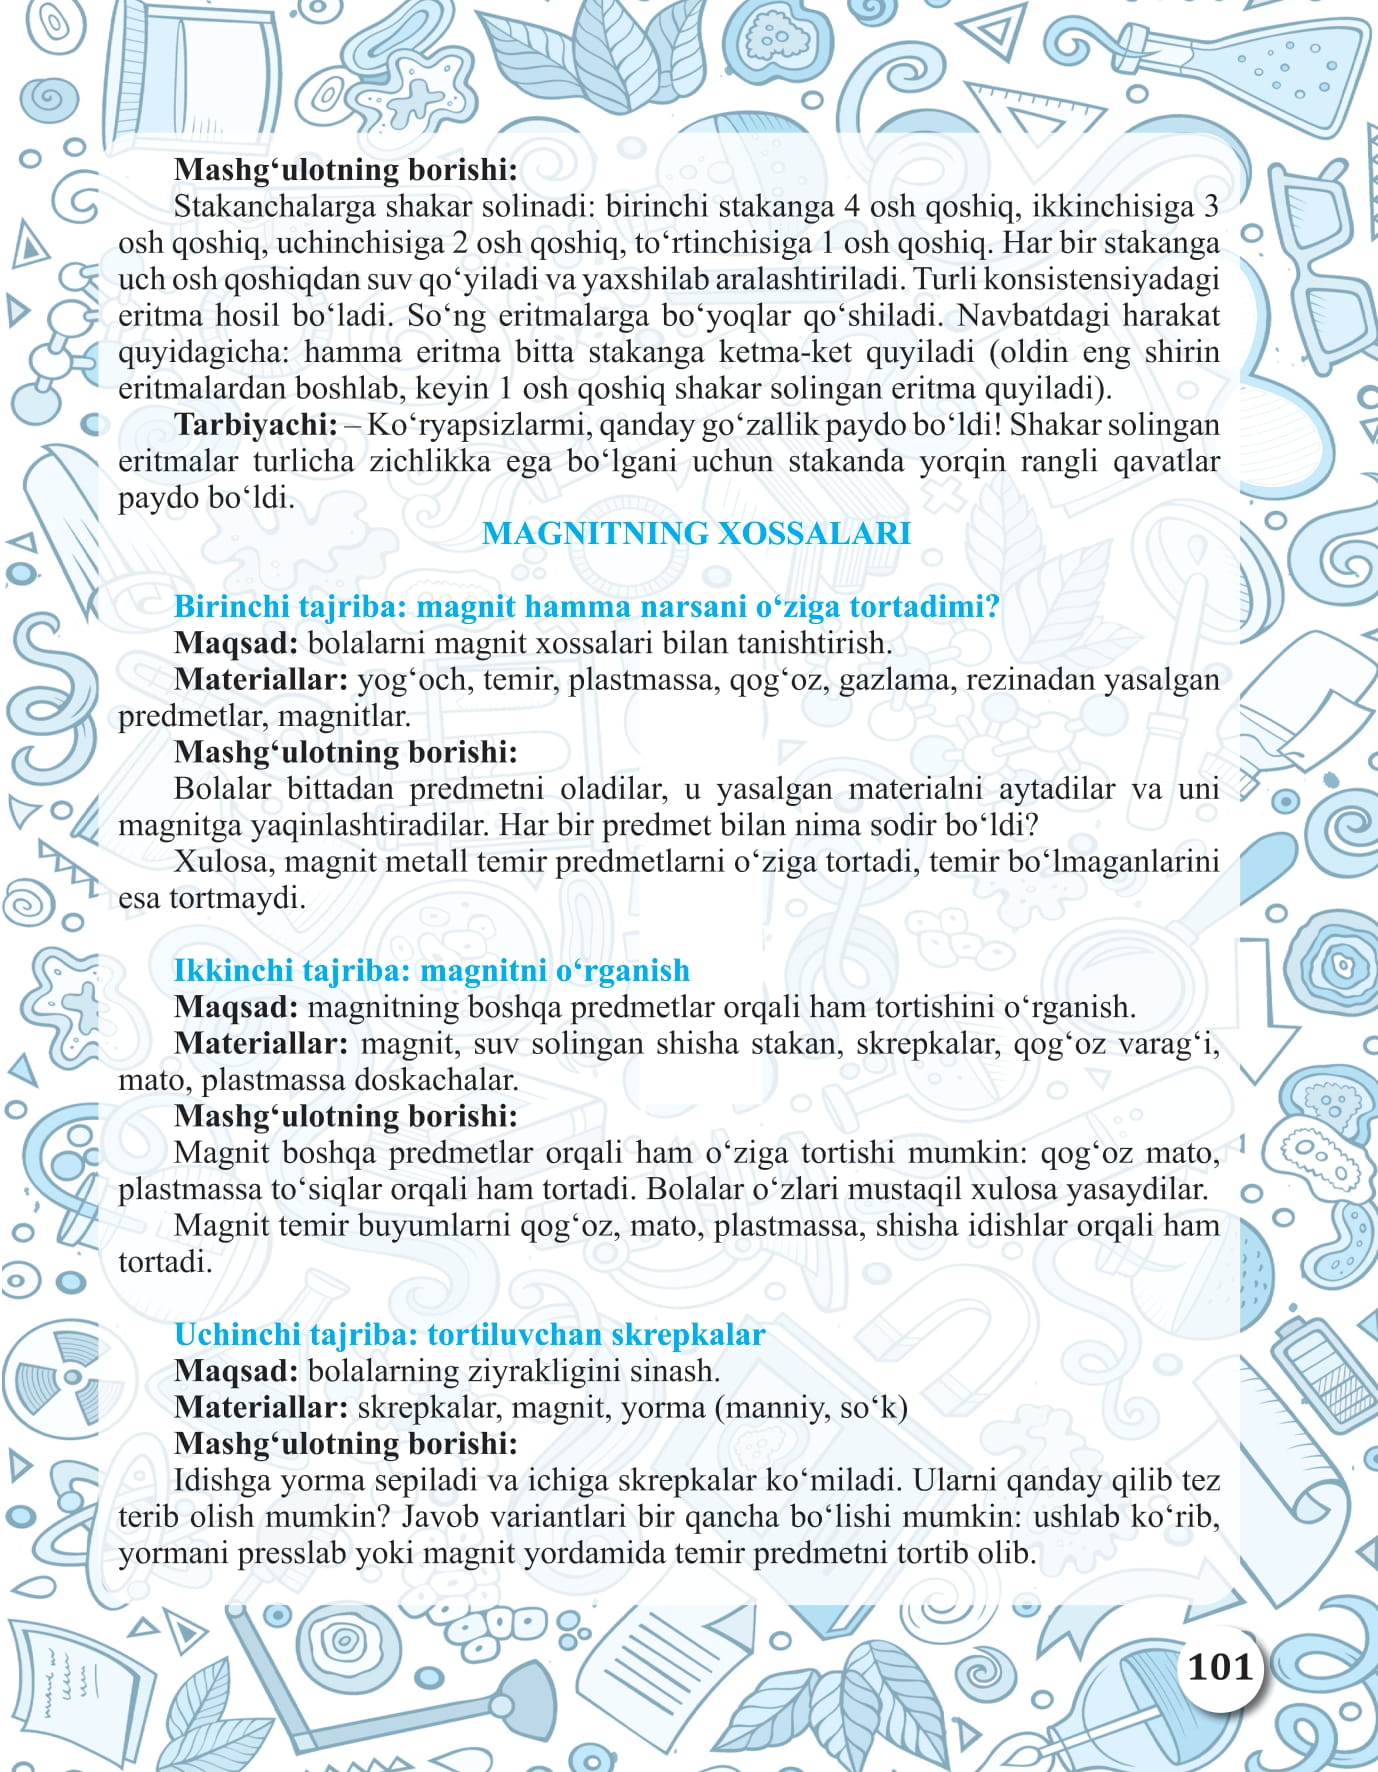 Mashg‘ulotning borishi:
Stakanchalarga shakar solinadi: birinchi stakanga 4 osh qoshiq, ikkinchisiga 3
osh qoshiq, uchinchisiga 2 osh qoshiq, to‘rtinchisiga 1 osh qoshiq. Har bir stakanga
uch osh qoshiqdan suv qo‘yiladi va yaxshilab aralashtiriladi. Turli konsistensiyadagi
eritma hosil bo‘ladi. So‘ng eritmalarga bo‘yoqlar qo‘shiladi. Navbatdagi harakat
quyidagicha: hamma eritma bitta stakanga ketma-ket quyiladi (oldin eng shirin
eritmalardan boshlab, keyin 1 osh qoshiq shakar solingan eritma quyiladi).
Tarbiyachi: – Ko‘ryapsizlarmi, qanday go‘zallik paydo bo‘ldi! Shakar solingan
eritmalar turlicha zichlikka ega bo‘lgani uchun stakanda yorqin rangli qavatlar
paydo bo‘ldi.
MAGNITNING XOSSALARI
Birinchi tajriba: magnit hamma narsani o‘ziga tortadimi?
Maqsad: bolalarni magnit xossalari bilan tanishtirish.
Materiallar: yog‘och, temir, plastmassa, qog‘oz, gazlama, rezinadan yasalgan
predmetlar, magnitlar.
Mashg‘ulotning borishi:
Bolalar bittadan predmetni oladilar, u yasalgan materialni aytadilar va uni
magnitga yaqinlashtiradilar. Har bir predmet bilan nima sodir bo‘ldi?
Xulosa, magnit metall temir predmetlarni o‘ziga tortadi, temir bo‘lmaganlarini
esa tortmaydi.
Ikkinchi tajriba: magnitni o‘rganish
Maqsad: magnitning boshqa predmetlar orqali ham tortishini o‘rganish.
Materiallar: magnit, suv solingan shisha stakan, skrepkalar, qog‘oz varag‘i,
mato, plastmassa doskachalar.
Mashg‘ulotning borishi:
Magnit boshqa predmetlar orqali ham o‘ziga tortishi mumkin: qog‘oz mato,
plastmassa to‘siqlar orqali ham tortadi. Bolalar o‘zlari mustaqil xulosa yasaydilar.
Magnit temir buyumlarni qog‘oz, mato, plastmassa, shisha idishlar orqali ham
tortadi.
Uchinchi tajriba: tortiluvchan skrepkalar
Maqsad: bolalarning ziyrakligini sinash.
Materiallar: skrepkalar, magnit, yorma (manniy, so‘k)
Mashg‘ulotning borishi:
Idishga yorma sepiladi va ichiga skrepkalar ko‘miladi. Ularni qanday qilib tez
terib olish mumkin? Javob variantlari bir qancha bo‘lishi mumkin: ushlab ko‘rib,
yormani presslab yoki magnit yordamida temir predmetni tortib olib.
101